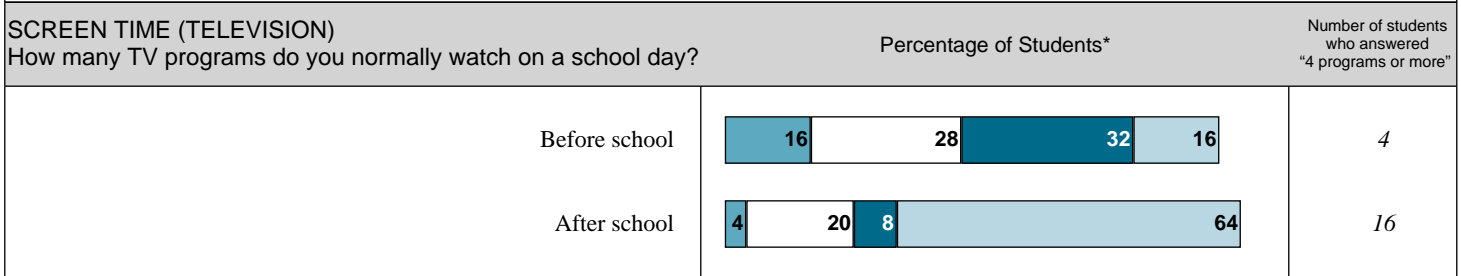 SCREEN TIME (TELEVISION)
How many TV programs do you normally watch on a school day?
Percentage of Students*
Number of students
who answered
“4 programs or more”
Before school
16 28 32 16
4
After school
4 20 8 64
16